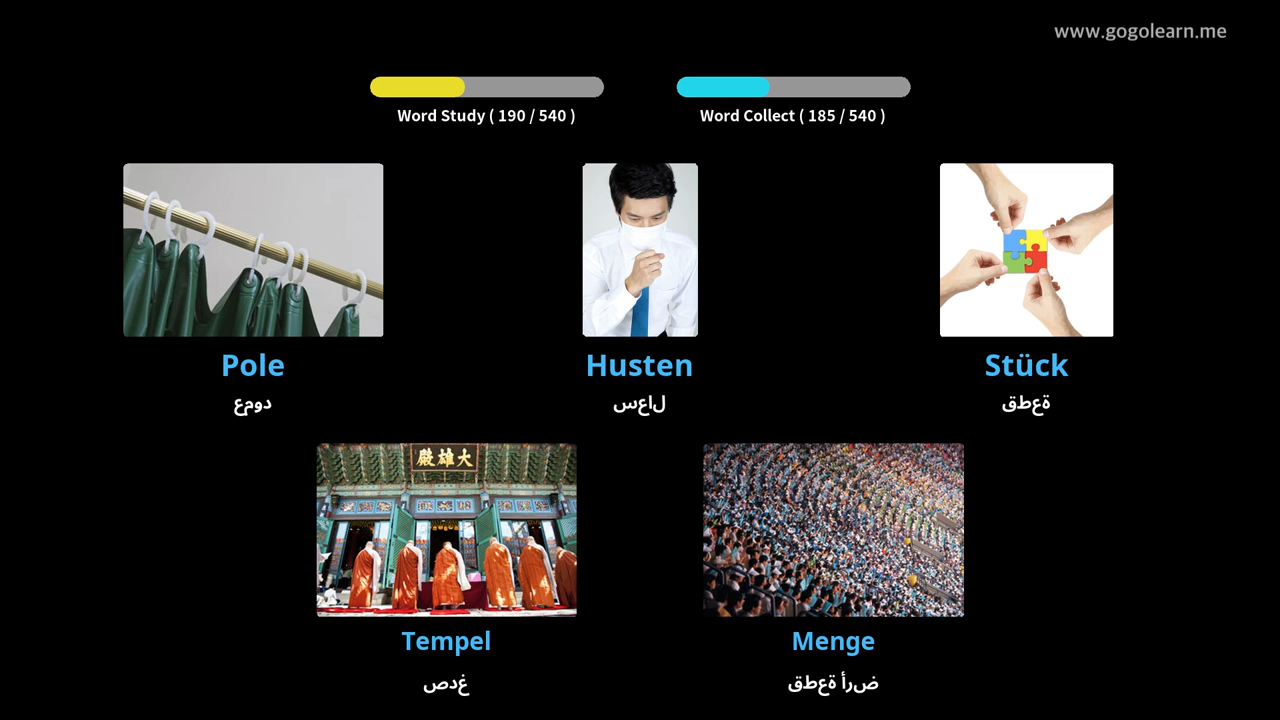 www.gogolearn.me
Word Study ( 190 / 540 )
Word Collect ( 185 / 540 )
Pole
دومع
Husten
لاعس
Stück
ةعطق
大雄殿
Tempel
غدص
Menge
ضرأ ةعطق